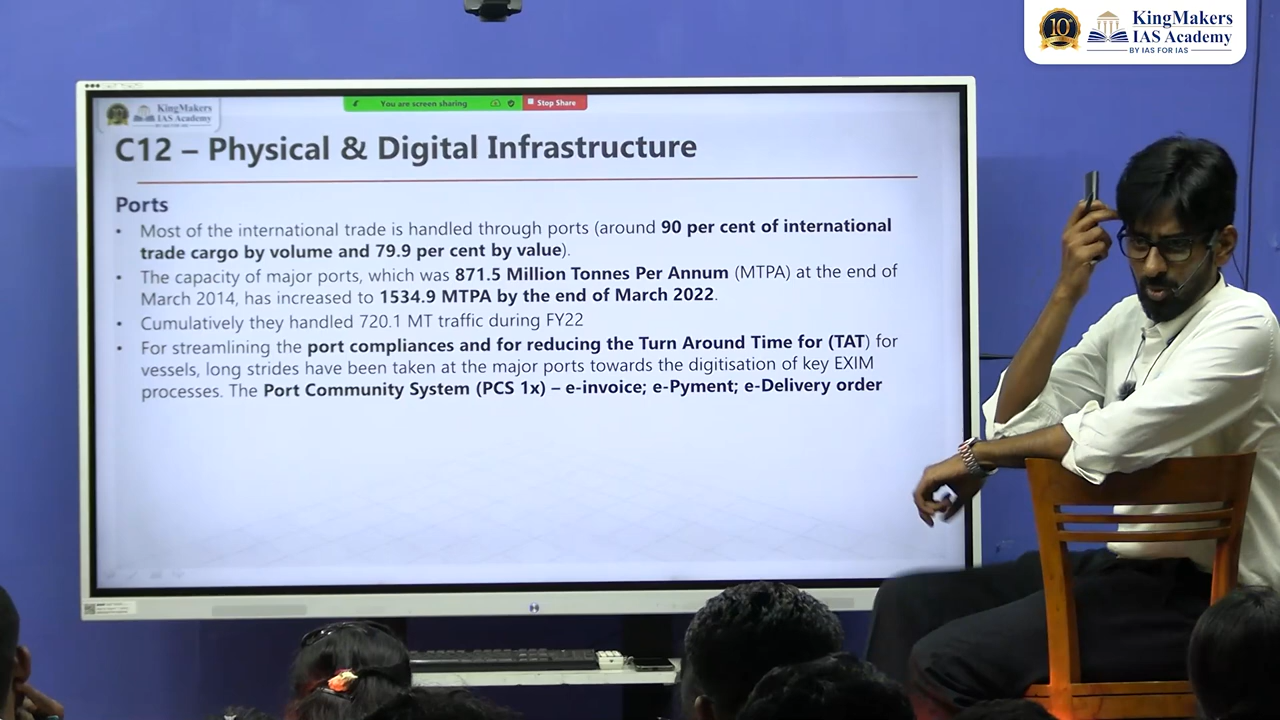 10
KingMakers
IAS Academy
BY IAS FOR IAS
KingMakers
IAS Academy
BY IAS FOR IAS
You are screen sharing
Stop Share
C12 – Physical & Digital Infrastructure
Ports
• Most of the international trade is handled through ports (around 90 per cent of international
trade cargo by volume and 79.9 per cent by value).
• The capacity of major ports, which was 871.5 Million Tonnes Per Annum (MTPA) at the end of
March 2014, has increased to 1534.9 MTPA by the end of March 2022.
• Cumulatively they handled 720.1 MT traffic during FY22
• For streamlining the port compliances and for reducing the Turn Around Time for (TAT) for
vessels, long strides have been taken at the major ports towards the digitisation of key EXIM
processes. The Port Community System (PCS 1x) – e-invoice; e-Pyment; e-Delivery order